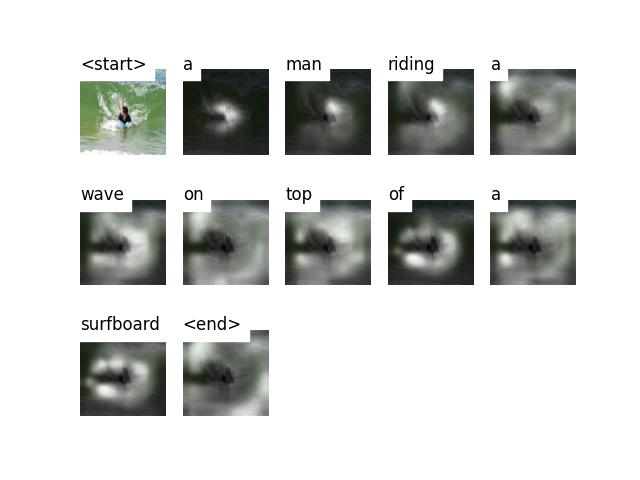 <start> a man riding a
wave on top of a
surfboard <end>